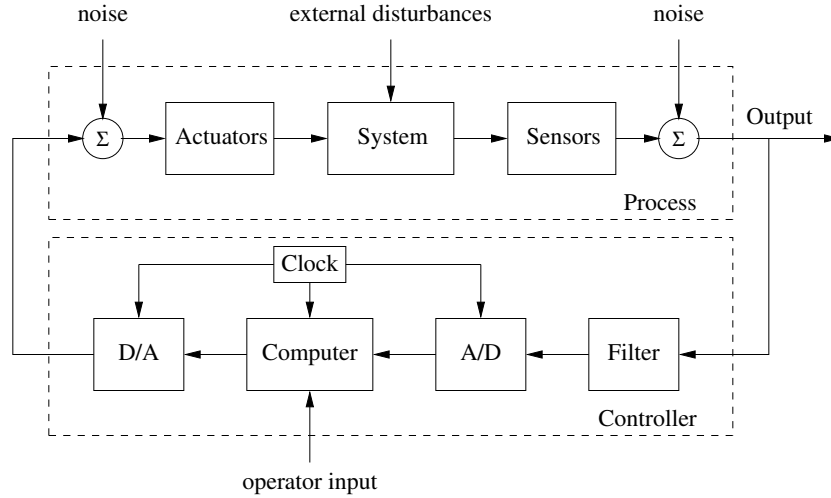 noise
external disturbances
noise
Σ
Actuators
System
Sensors
Σ
Output
Process
Clock
D/A
Computer
A/D
Filter
Controller
operator input